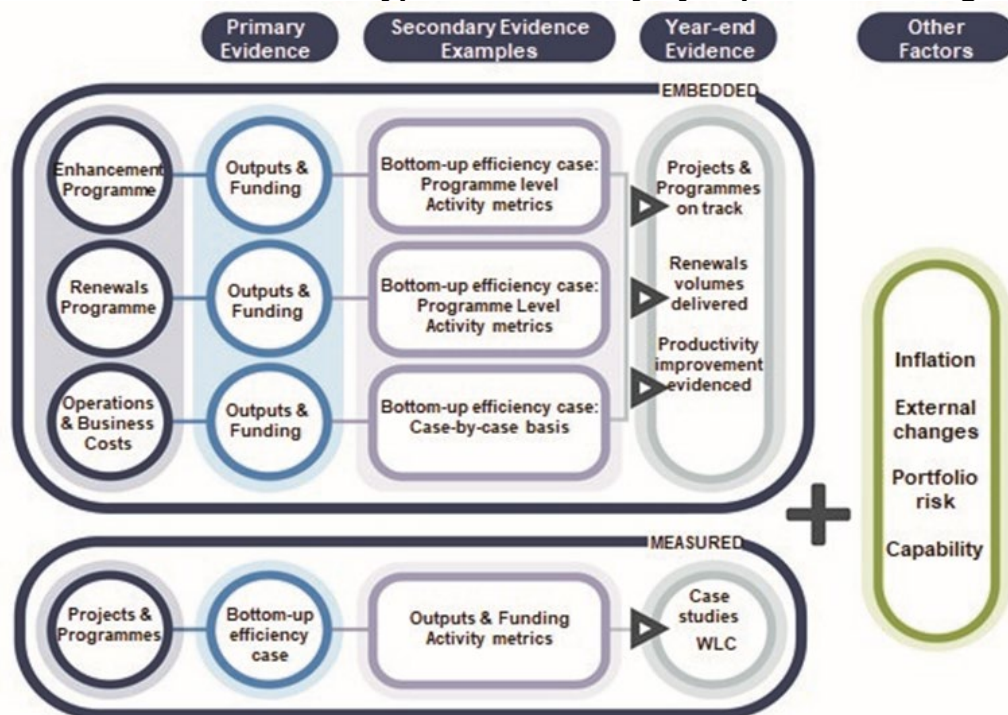 Primary
Evidence
Secondary Evidence
Examples
Year-end
Evidence
Other
Factors
EMBEDDED
Enhancement
Programme
Outputs &
Funding
Bottom-up efficiency case:
Programme level
Activity metrics
Projects &
Programmes
on track
Renewals
Programme
Outputs &
Funding
Bottom-up efficiency case:
Programme Level
Activity metrics
Renewals
volumes
delivered
Operations
& Business
Costs
Outputs &
Funding
Bottom-up efficiency case:
Case-by-case basis
Productivity
improvement
evidenced
MEASURED
Projects &
Programmes
Bottom-up
efficiency
case
Outputs & Funding
Activity metrics
Case
studies
WLC
+
Inflation
External
changes
Portfolio
risk
Capability